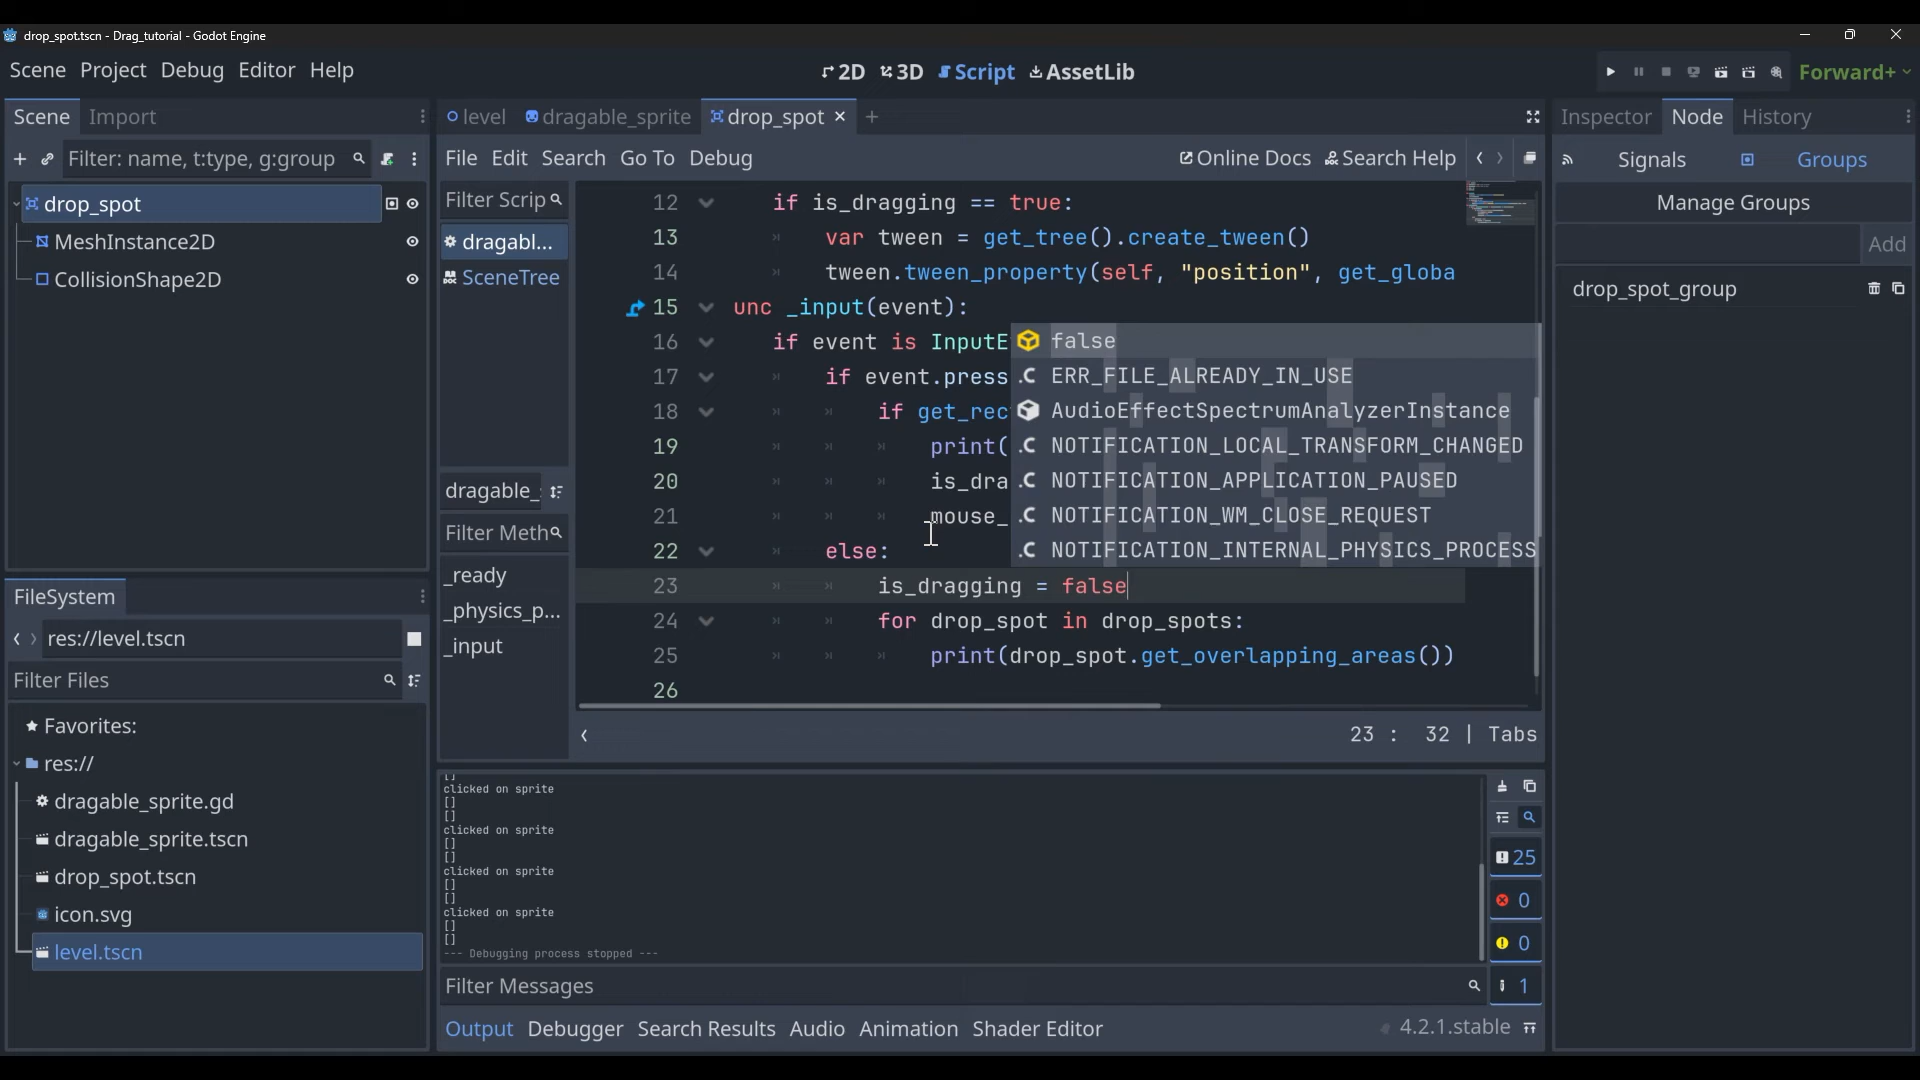 drop_spot.tscn - Drag_tutorial - Godot Engine
Scene Project Debug Editor Help
2D 3D Script AssetLib
Forward+
Scene Import
level dragable_sprite drop_spot
Inspector Node History
Filter: name, t:type, g:group
File Edit Search Go To Debug
Online Docs Search Help
Signals Groups
drop_spot
MeshInstance2D
CollisionShape2D
Filter Scrip
dragabl...
SceneTree
dragable_
Filter Meth
_ready
_physics_p...
_input
12 if is_dragging == true:
13 var tween = get_tree().create_tween()
14 tween.tween_property(self, "position", get_globa
15 unc _input(event):
16 if event is InputE
17 if event.press
18 if get_rec
19 print(
20 is_dra
21 mouse_
22 else:
23 is_dragging = false
24 for drop_spot in drop_spots:
25 print(drop_spot.get_overlapping_areas())
26
false
ERR_FILE_ALREADY_IN_USE
AudioEffectSpectrumAnalyzerInstance
NOTIFICATION_LOCAL_TRANSFORM_CHANGED
NOTIFICATION_APPLICATION_PAUSED
NOTIFICATION_WM_CLOSE_REQUEST
NOTIFICATION_INTERNAL_PHYSICS_PROCESS
23 : 32 | Tabs
Manage Groups
Add
drop_spot_group
FileSystem
res://level.tscn
Filter Files
Favorites:
res://
dragable_sprite.gd
dragable_sprite.tscn
drop_spot.tscn
icon.svg
level.tscn
[]
clicked on sprite
[]
[]
clicked on sprite
[]
[]
clicked on sprite
[]
[]
clicked on sprite
[]
[]
--- Debugging process stopped ---
25
0
0
1
Filter Messages
Output Debugger Search Results Audio Animation Shader Editor
4.2.1.stable